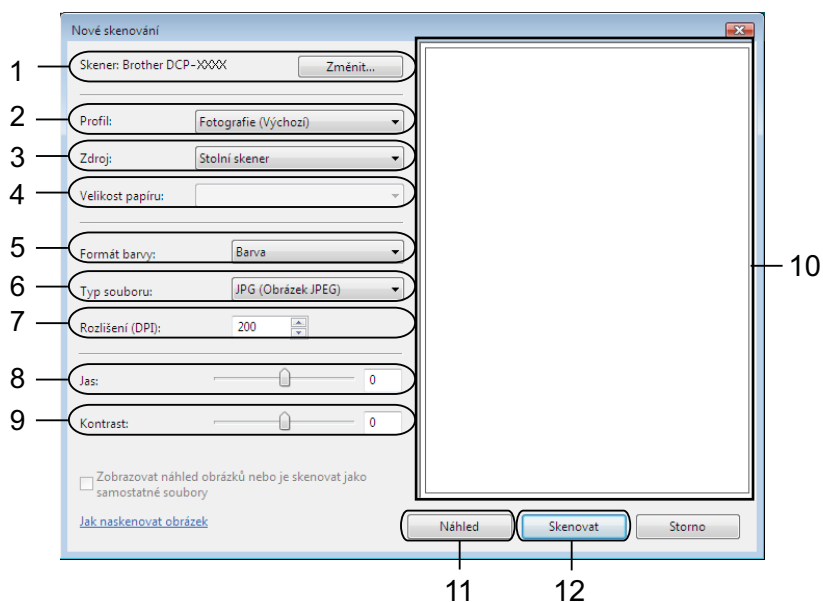 Nové skenování
1 Skener: Brother DCP-XXXX Změnit...
2 Profil: Fotografie (Výchozí)
3 Zdroj: Stolní skener
4 Velikost papíru:
5 Formát barvy: Barva
6 Typ souboru: JPG (Obrázek JPEG)
7 Rozlišení (DPI): 200
8 Jas: 0
9 Kontrast: 0
10
Zobrazovat náhled obrázků nebo je skenovat jako
samostatné soubory
Jak naskenovat obrázek
Náhled Skenovat Storno
11 12